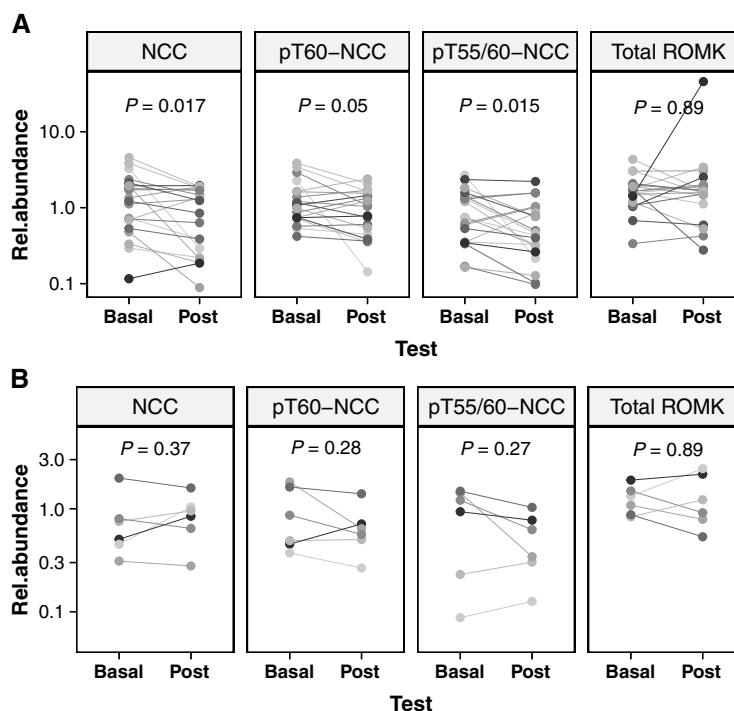 A
NCC pT60−NCC pT55/60−NCC Total ROMK
P = 0.017 P = 0.05 P = 0.015 P = 0.89
10.0
1.0
0.1
Rel.abundance
Basal Post Basal Post Basal Post Basal Post
Test
B
NCC pT60−NCC pT55/60−NCC Total ROMK
P = 0.37 P = 0.28 P = 0.27 P = 0.89
3.0
1.0
0.3
0.1
Rel.abundance
Basal Post Basal Post Basal Post Basal Post
Test